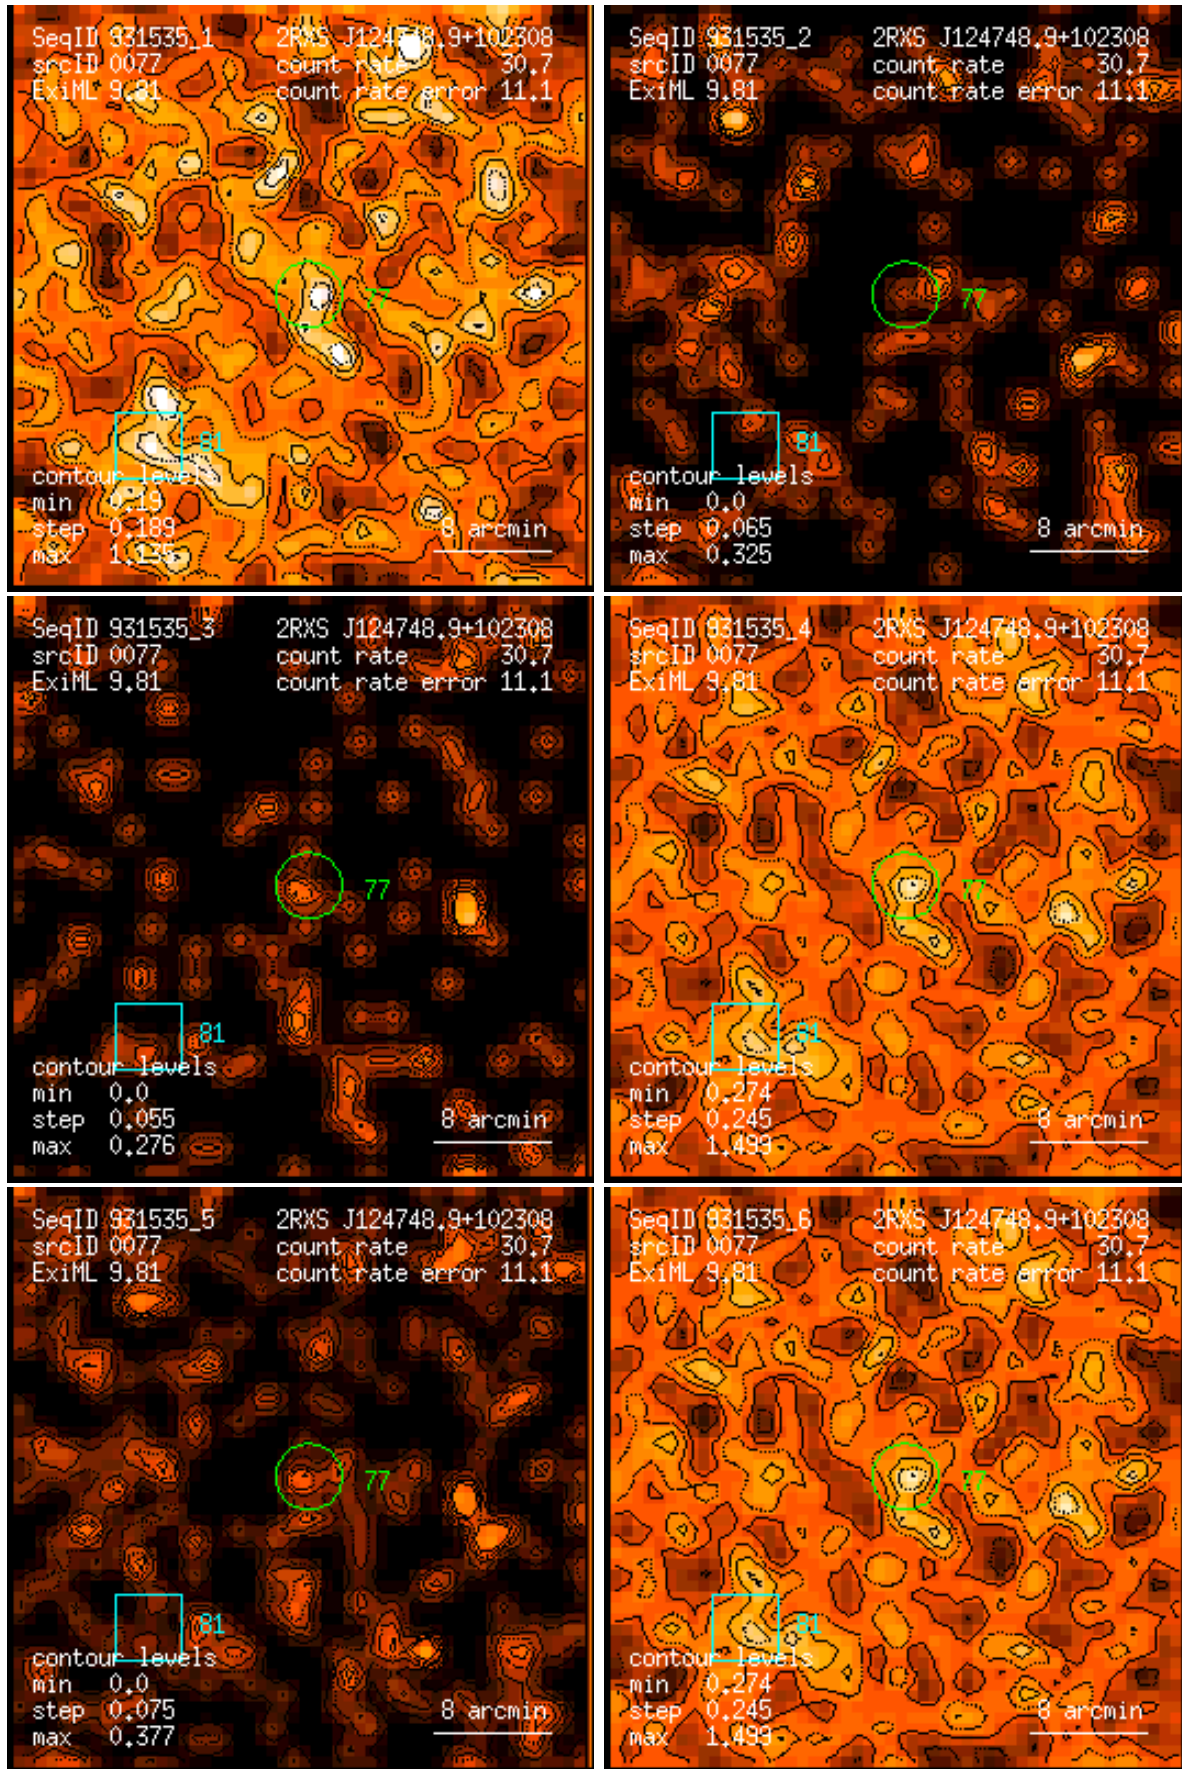 SeqID 931535_1 2RXS J124748.9+102308
srcID 0077 count rate 30.7
ExiML 9.81 count rate error 11.1
77
81
contour levels
min 0.19
step 0.189 8 arcmin
max 1.135
SeqID 931535_2 2RXS J124748.9+102308
srcID 0077 count rate 30.7
ExiML 9.81 count rate error 11.1
77
81
contour levels
min 0.0
step 0.065 8 arcmin
max 0.325
SeqID 931535_3 2RXS J124748.9+102308
srcID 0077 count rate 30.7
ExiML 9.81 count rate error 11.1
77
81
contour levels
min 0.0
step 0.055 8 arcmin
max 0.276
SeqID 931535_4 2RXS J124748.9+102308
srcID 0077 count rate 30.7
ExiML 9.81 count rate error 11.1
77
81
contour levels
min 0.274
step 0.245 8 arcmin
max 1.499
SeqID 931535_5 2RXS J124748.9+102308
srcID 0077 count rate 30.7
ExiML 9.81 count rate error 11.1
77
81
contour levels
min 0.0
step 0.075 8 arcmin
max 0.377
SeqID 931535_6 2RXS J124748.9+102308
srcID 0077 count rate 30.7
ExiML 9.81 count rate error 11.1
77
81
contour levels
min 0.274
step 0.245 8 arcmin
max 1.499